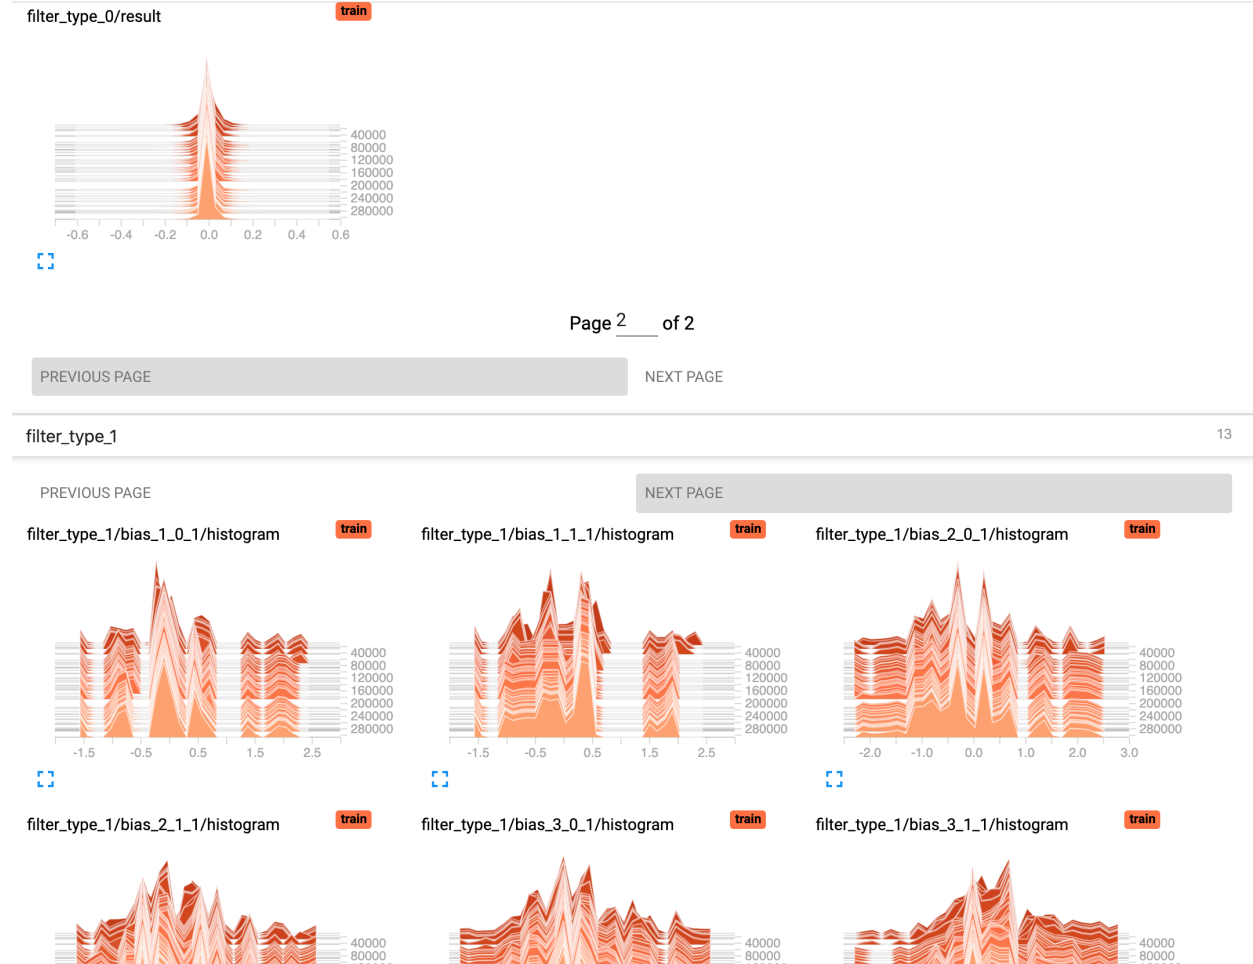 filter_type_0/result train
40000
80000
120000
160000
200000
240000
280000
-0.6 -0.4 -0.2 0.0 0.2 0.4 0.6
Page 2 of 2
PREVIOUS PAGE NEXT PAGE
filter_type_1 13
PREVIOUS PAGE NEXT PAGE
filter_type_1/bias_1_0_1/histogram train
40000
80000
120000
160000
200000
240000
280000
-1.5 -0.5 0.5 1.5 2.5
filter_type_1/bias_1_1_1/histogram train
40000
80000
120000
160000
200000
240000
280000
-1.5 -0.5 0.5 1.5 2.5
filter_type_1/bias_2_0_1/histogram train
40000
80000
120000
160000
200000
240000
280000
-2.0 -1.0 0.0 1.0 2.0 3.0
filter_type_1/bias_2_1_1/histogram train
40000
80000
filter_type_1/bias_3_0_1/histogram train
40000
80000
filter_type_1/bias_3_1_1/histogram train
40000
80000